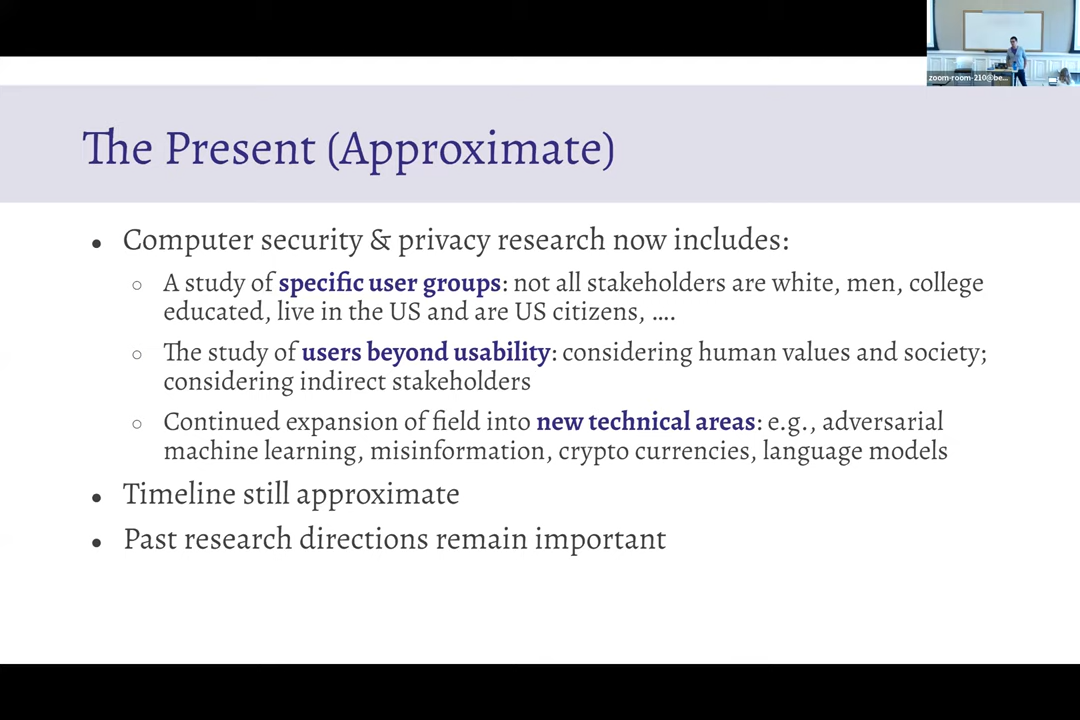 zoom-room-210@be...
The Present (Approximate)
● Computer security & privacy research now includes:
○ A study of specific user groups: not all stakeholders are white, men, college
educated, live in the US and are US citizens, ....
○ The study of users beyond usability: considering human values and society;
considering indirect stakeholders
○ Continued expansion of field into new technical areas: e.g., adversarial
machine learning, misinformation, crypto currencies, language models
● Timeline still approximate
● Past research directions remain important